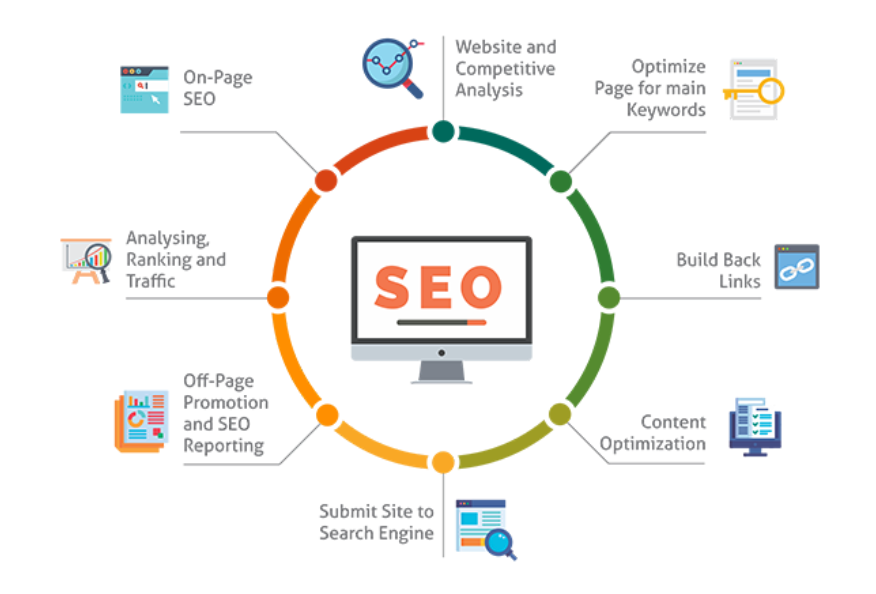 Website and
Competitive
Analysis
Optimize
Page for main
Keywords
Build Back
Links
Content
Optimization
Submit Site to
Search Engine
Off-Page
Promotion
and SEO
Reporting
Analysing,
Ranking and
Traffic
On-Page
SEO
SEO